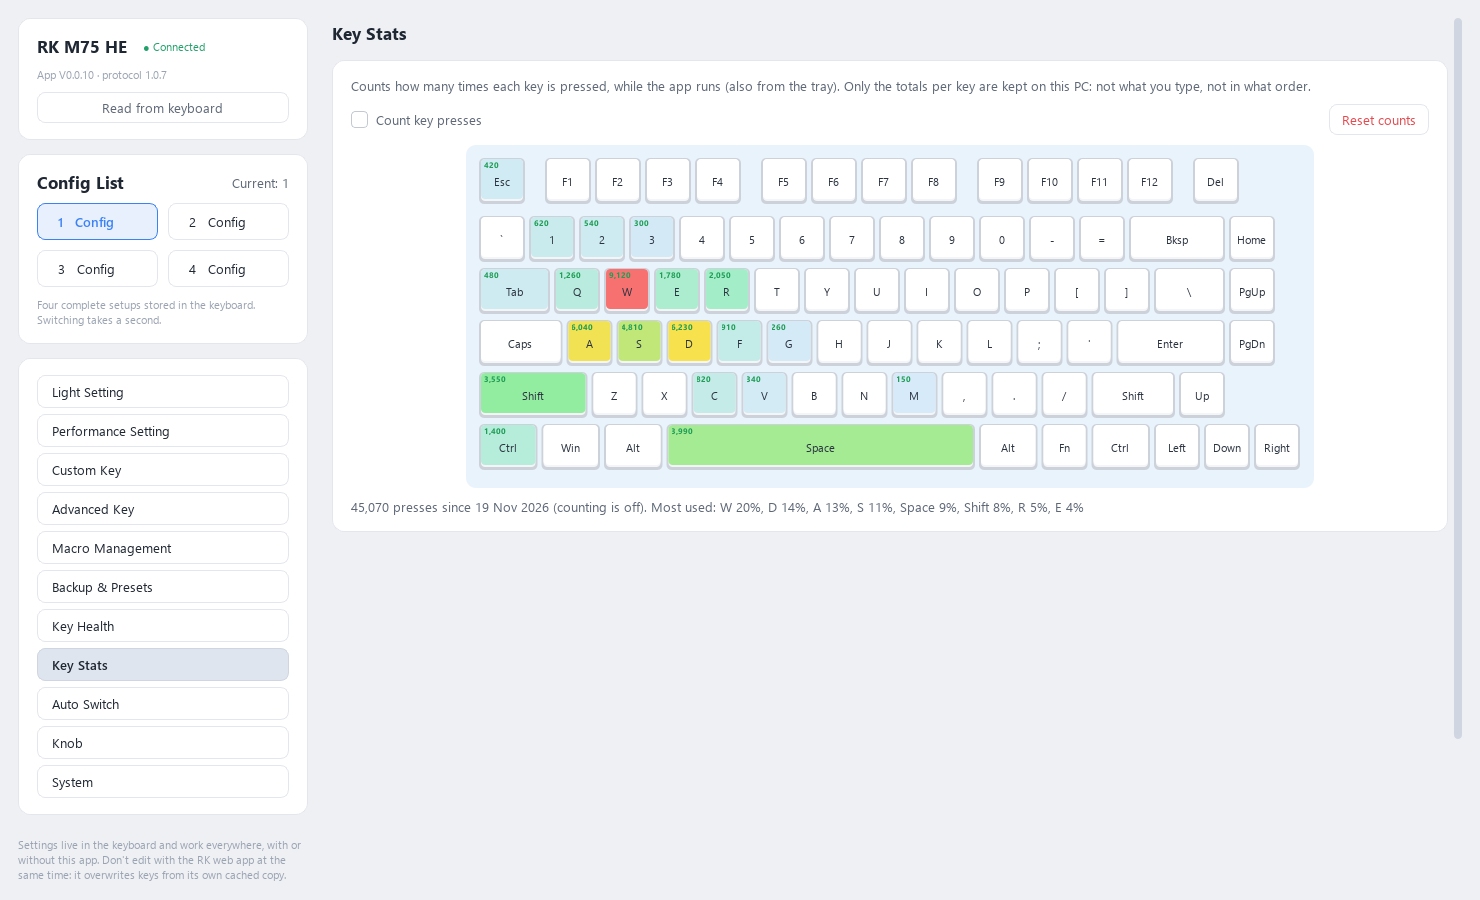 RK M75 HE
● Connected
App V0.0.10 · protocol 1.0.7
Read from keyboard
Config List
Current: 1
1 Config
2 Config
3 Config
4 Config
Four complete setups stored in the keyboard.
Switching takes a second.
Light Setting
Performance Setting
Custom Key
Advanced Key
Macro Management
Backup & Presets
Key Health
Key Stats
Auto Switch
Knob
System
Settings live in the keyboard and work everywhere, with or
without this app. Don't edit with the RK web app at the
same time: it overwrites keys from its own cached copy.
Key Stats
Counts how many times each key is pressed, while the app runs (also from the tray). Only the totals per key are kept on this PC: not what you type, not in what order.
Count key presses
Reset counts
420
Esc F1 F2 F3 F4 F5 F6 F7 F8 F9 F10 F11 F12 Del
620 540 300
` 1 2 3 4 5 6 7 8 9 0 - = Bksp Home
480 1,260 9,120 1,780 2,050
Tab Q W E R T Y U I O P [ ] \ PgUp
6,040 4,810 6,230 910 260
Caps A S D F G H J K L ; ' Enter PgDn
3,550 820 340 150
Shift Z X C V B N M , . / Shift Up
1,400 3,990
Ctrl Win Alt Space Alt Fn Ctrl Left Down Right
45,070 presses since 19 Nov 2026 (counting is off). Most used: W 20%, D 14%, A 13%, S 11%, Space 9%, Shift 8%, R 5%, E 4%